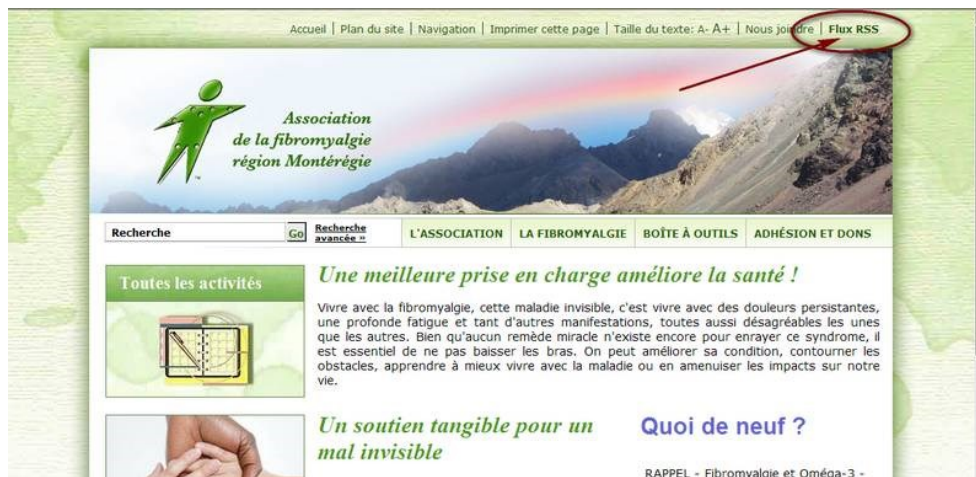 Accueil | Plan du site | Navigation | Imprimer cette page | Taille du texte: A- A+ | Nous joindre | Flux RSS
Association
de la fibromyalgie
région Montérégie
Recherche
Go
Recherche
avancée »
L'ASSOCIATION
LA FIBROMYALGIE
BOÎTE À OUTILS
ADHÉSION ET DONS
Toutes les activités
Une meilleure prise en charge améliore la santé !
Vivre avec la fibromyalgie, cette maladie invisible, c'est vivre avec des douleurs persistantes,
une profonde fatigue et tant d'autres manifestations, toutes aussi désagréables les unes
que les autres. Bien qu'aucun remède miracle n'existe encore pour enrayer ce syndrome, il
est essentiel de ne pas baisser les bras. On peut améliorer sa condition, contourner les
obstacles, apprendre à mieux vivre avec la maladie ou en amenuiser les impacts sur notre
vie.
Un soutien tangible pour un
mal invisible
Quoi de neuf ?
RAPPEL - Fibromyalgie et Oméga-3 -